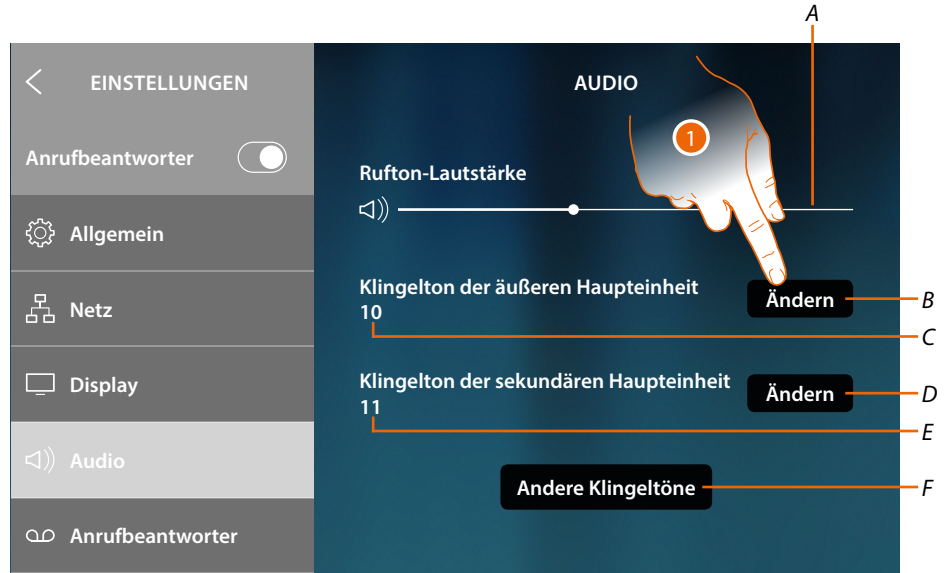 A
EINSTELLUNGEN
AUDIO
Anrufbeantworter
1
Rufton-Lautstärke
Allgemein
Klingelton der äußeren Haupteinheit
10
Ändern
B
C
Netz
Display
Klingelton der sekundären Haupteinheit
11
Ändern
D
E
Audio
Andere Klingeltöne
F
Anrufbeantworter